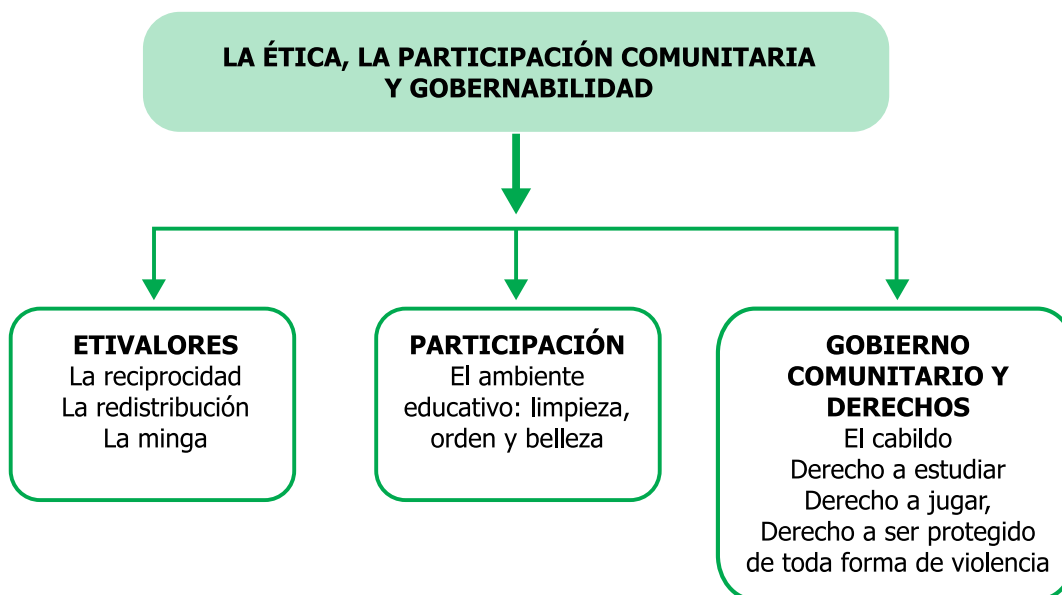 LA ÉTICA, LA PARTICIPACIÓN COMUNITARIA
Y GOBERNABILIDAD
ETIVALORES
La reciprocidad
La redistribución
La minga
PARTICIPACIÓN
El ambiente
educativo: limpieza,
orden y belleza
GOBIERNO
COMUNITARIO Y
DERECHOS
El cabildo
Derecho a estudiar
Derecho a jugar,
Derecho a ser protegido
de toda forma de violencia